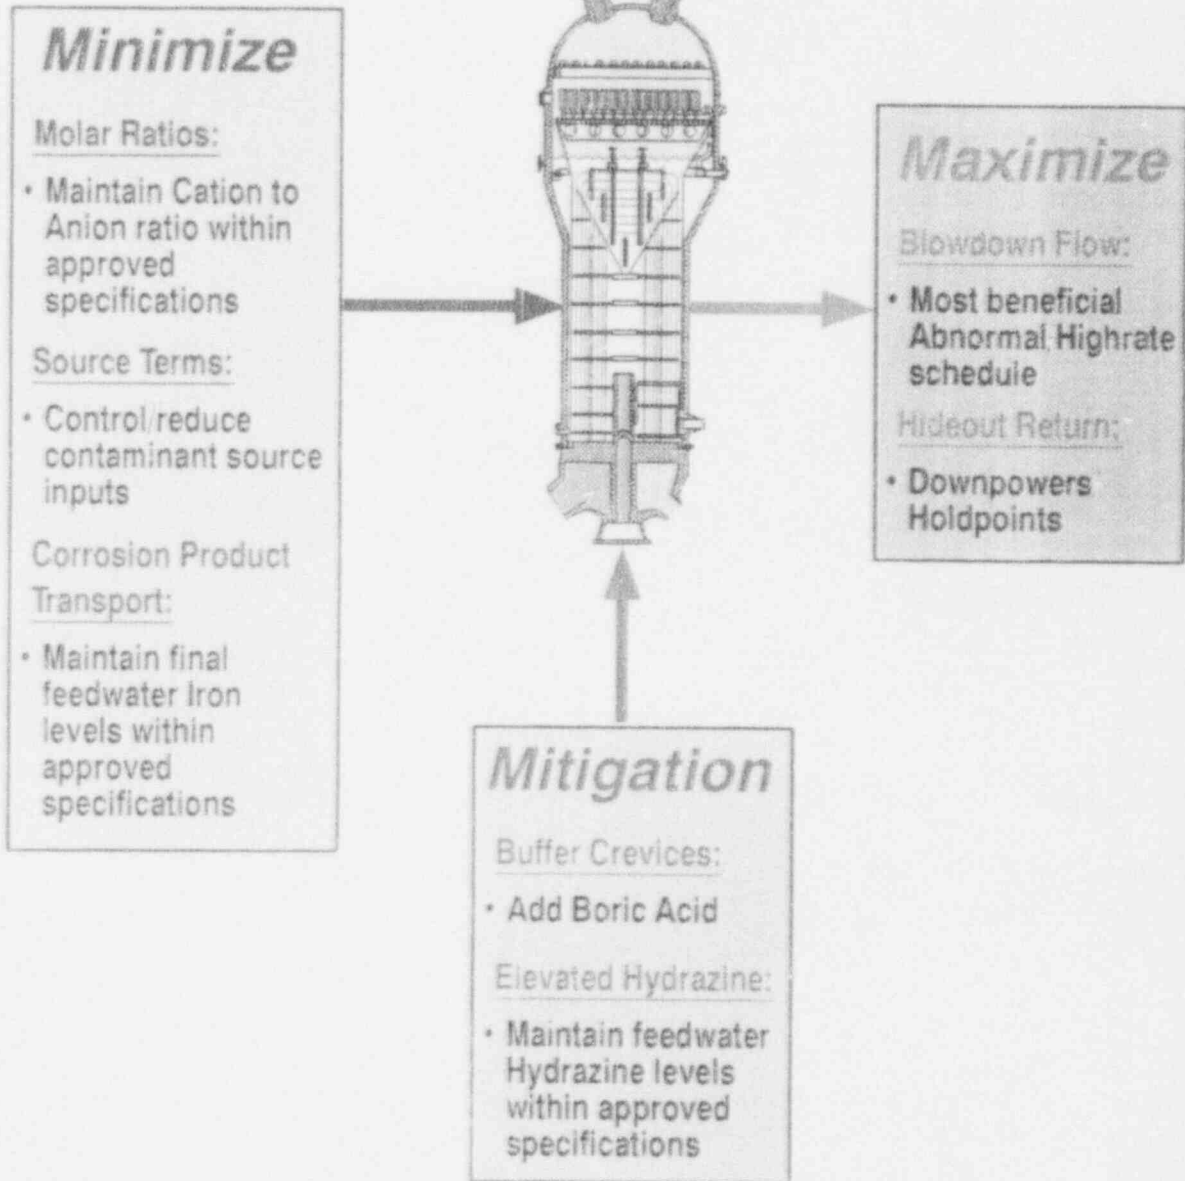 Minimize
Molar Ratios:
• Maintain Cation to
Anion ratio within
approved
specifications
Source Terms:
• Control/reduce
contaminant source
inputs
Corrosion Product
Transport:
• Maintain final
feedwater Iron
levels within
approved
specifications
Maximize
Blowdown Flow:
• Most beneficial
Abnormal, Highrate
schedule
Hideout Return:
• Downpowers
Holdpoints
Mitigation
Buffer Crevices:
• Add Boric Acid
Elevated Hydrazine:
• Maintain feedwater
Hydrazine levels
within approved
specifications